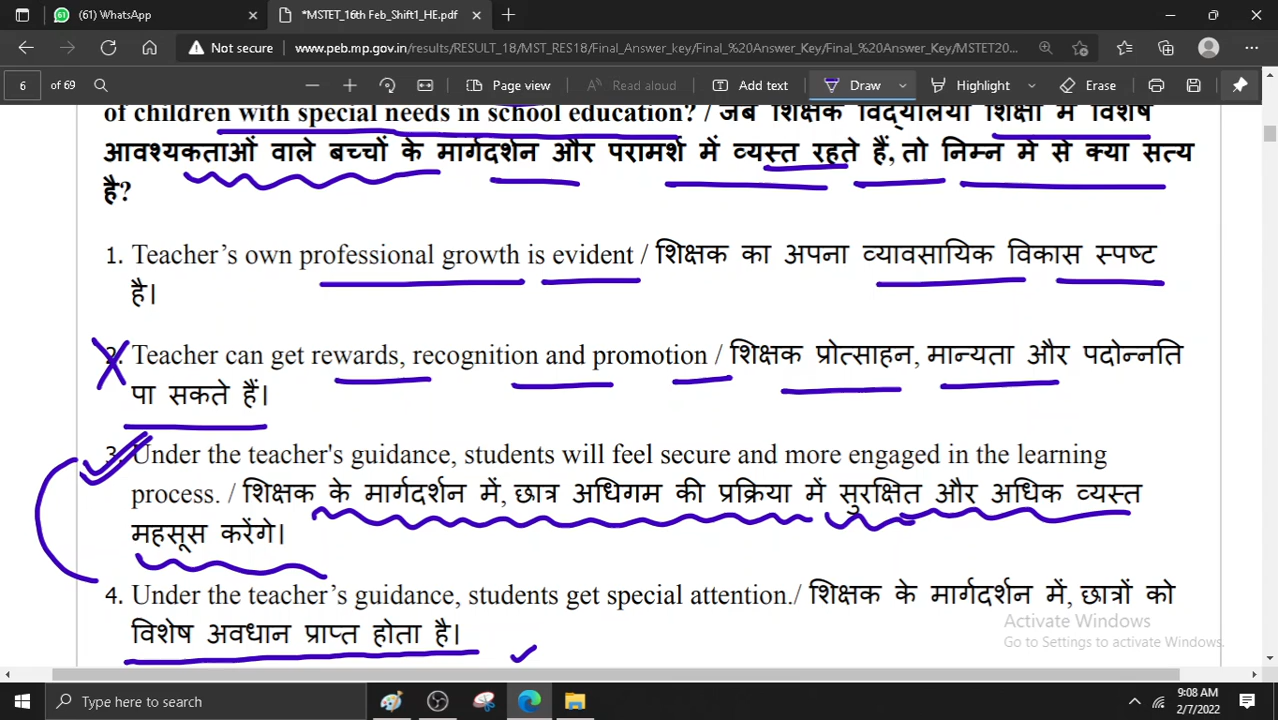 (61) WhatsApp
*MSTET_16th Feb_Shift1_HE.pdf
Not secure
www.peb.mp.gov.in/results/RESULT_18/MST_RES18/Final_Answer_key/Final_%20Answer_Key/Final_%20Answer_Key/MSTET20...
6 of 69
Page view
Read aloud
Add text
Draw
Highlight
Erase
of children with special needs in school education? / जब शिक्षक विद्यालयी शिक्षा में विशेष
आवश्यकताओं वाले बच्चों के मार्गदर्शन और परामर्श में व्यस्त रहते हैं, तो निम्न में से क्या सत्य
है?
1. Teacher’s own professional growth is evident / शिक्षक का अपना व्यावसायिक विकास स्पष्ट
है।
2. Teacher can get rewards, recognition and promotion / शिक्षक प्रोत्साहन, मान्यता और पदोन्नति
पा सकते हैं।
3. Under the teacher's guidance, students will feel secure and more engaged in the learning
process. / शिक्षक के मार्गदर्शन में, छात्र अधिगम की प्रक्रिया में सुरक्षित और अधिक व्यस्त
महसूस करेंगे।
4. Under the teacher’s guidance, students get special attention./ शिक्षक के मार्गदर्शन में, छात्रों को
विशेष अवधान प्राप्त होता है।
Activate Windows
Go to Settings to activate Windows.
Type here to search
9:08 AM
2/7/2022